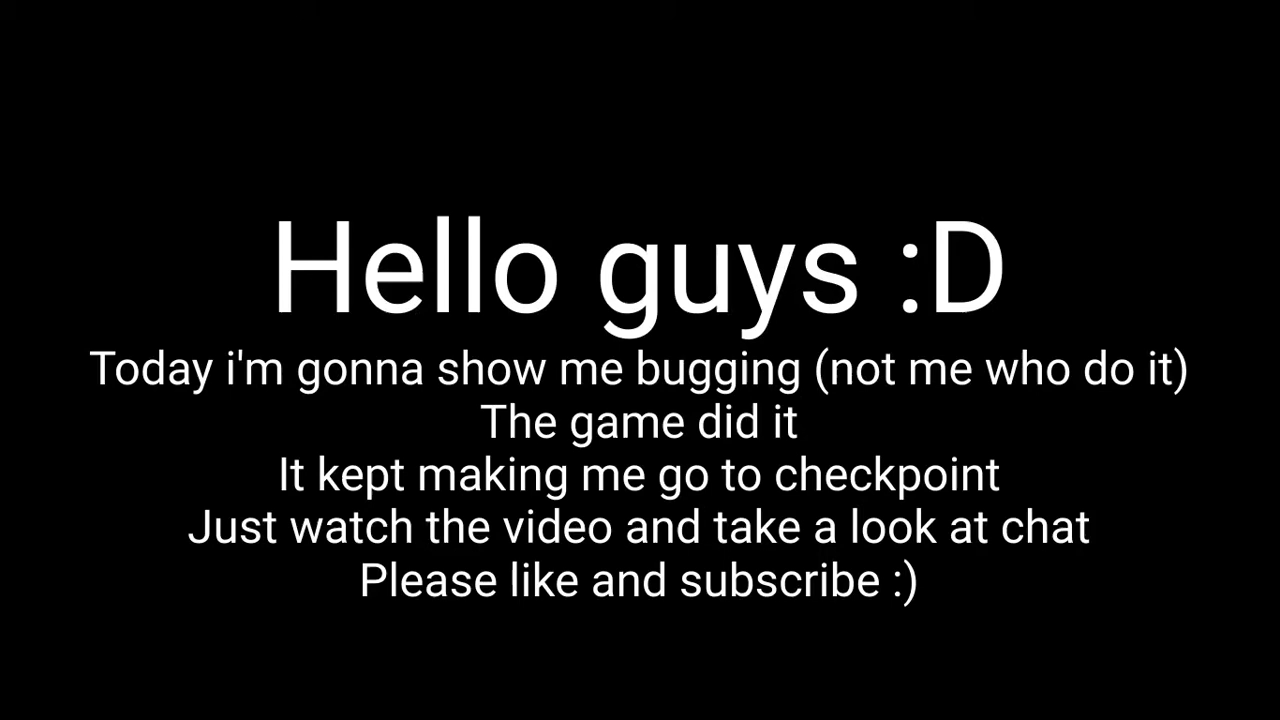 Hello guys :D
Today i'm gonna show me bugging (not me who do it)
The game did it
It kept making me go to checkpoint
Just watch the video and take a look at chat
Please like and subscribe :)